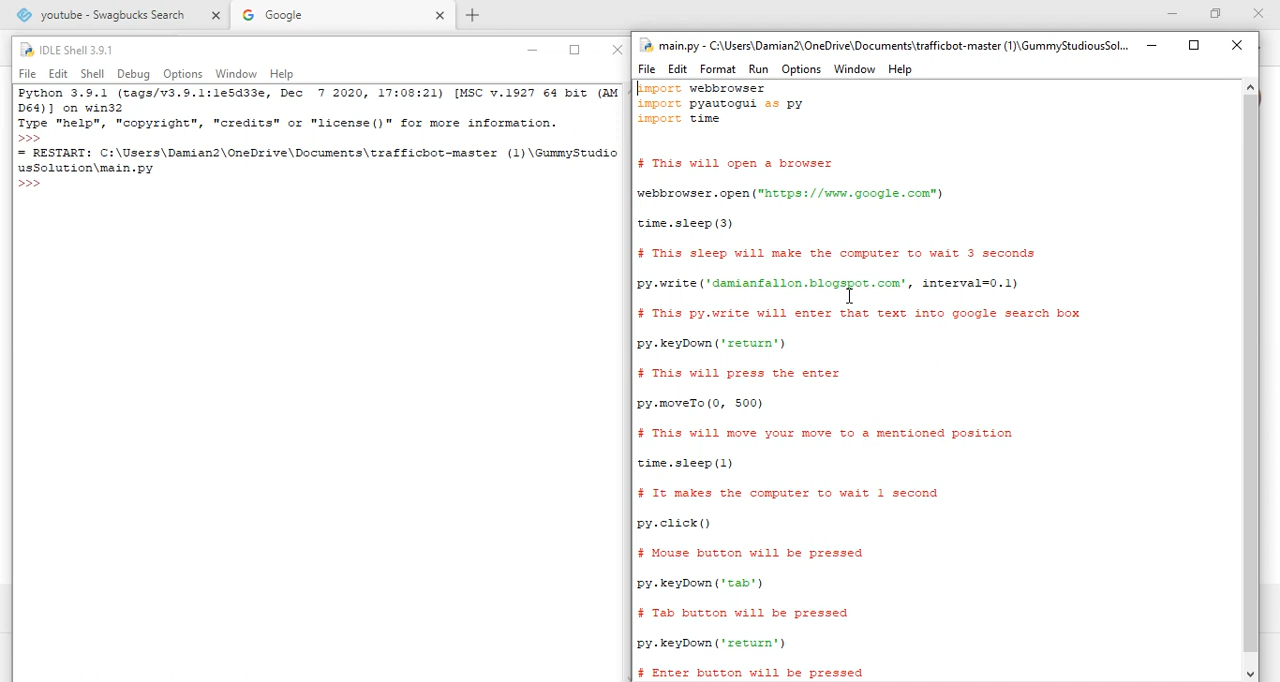 youtube - Swagbucks Search
Google
IDLE Shell 3.9.1
File Edit Shell Debug Options Window Help
Python 3.9.1 (tags/v3.9.1:1e5d33e, Dec  7 2020, 17:08:21) [MSC v.1927 64 bit (AM
D64)] on win32
Type "help", "copyright", "credits" or "license()" for more information.
>>>
= RESTART: C:\Users\Damian2\OneDrive\Documents\trafficbot-master (1)\GummyStudio
usSolution\main.py
>>>
main.py - C:\Users\Damian2\OneDrive\Documents\trafficbot-master (1)\GummyStudiousSol...
File Edit Format Run Options Window Help
import webbrowser
import pyautogui as py
import time
# This will open a browser
webbrowser.open("https://www.google.com")
time.sleep(3)
# This sleep will make the computer to wait 3 seconds
py.write('damianfallon.blogspot.com', interval=0.1)
# This py.write will enter that text into google search box
py.keyDown('return')
# This will press the enter
py.moveTo(0, 500)
# This will move your move to a mentioned position
time.sleep(1)
# It makes the computer to wait 1 second
py.click()
# Mouse button will be pressed
py.keyDown('tab')
# Tab button will be pressed
py.keyDown('return')
# Enter button will be pressed